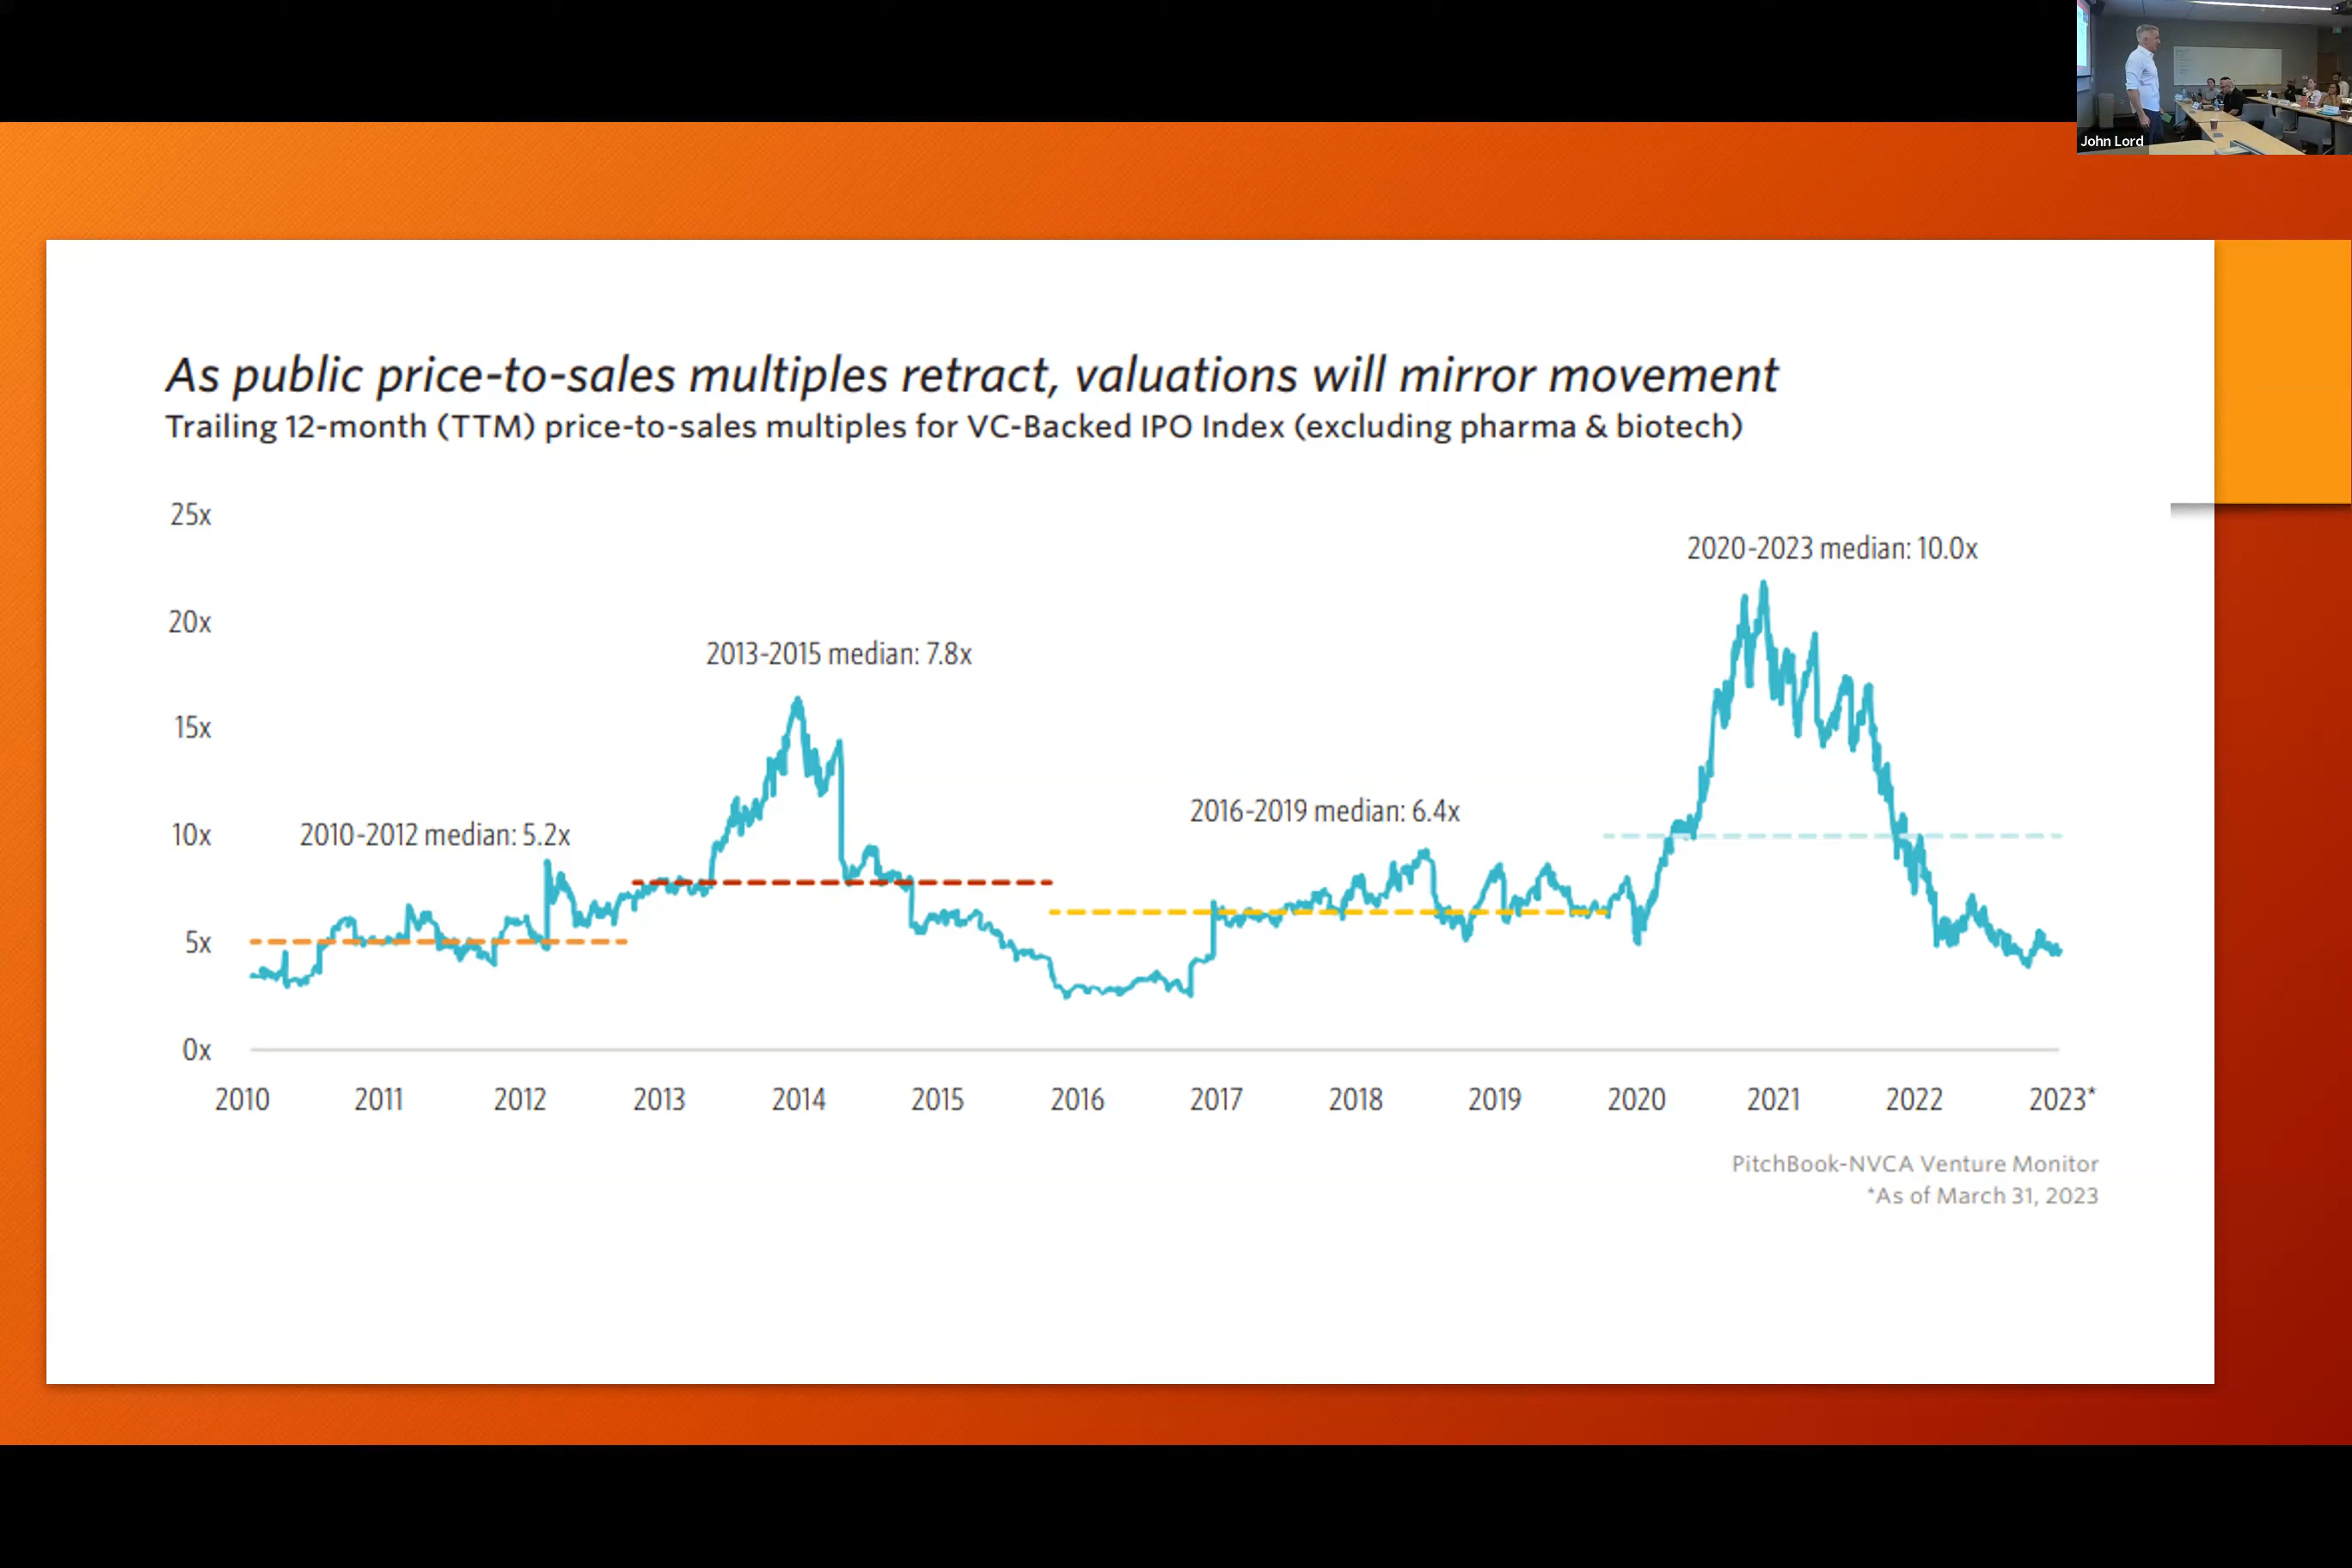 John Lord
As public price-to-sales multiples retract, valuations will mirror movement
Trailing 12-month (TTM) price-to-sales multiples for VC-Backed IPO Index (excluding pharma & biotech)
25x
2020-2023 median: 10.0x
20x
2013-2015 median: 7.8x
15x
2016-2019 median: 6.4x
10x
2010-2012 median: 5.2x
5x
0x
2010 2011 2012 2013 2014 2015 2016 2017 2018 2019 2020 2021 2022 2023*
PitchBook-NVCA Venture Monitor
*As of March 31, 2023